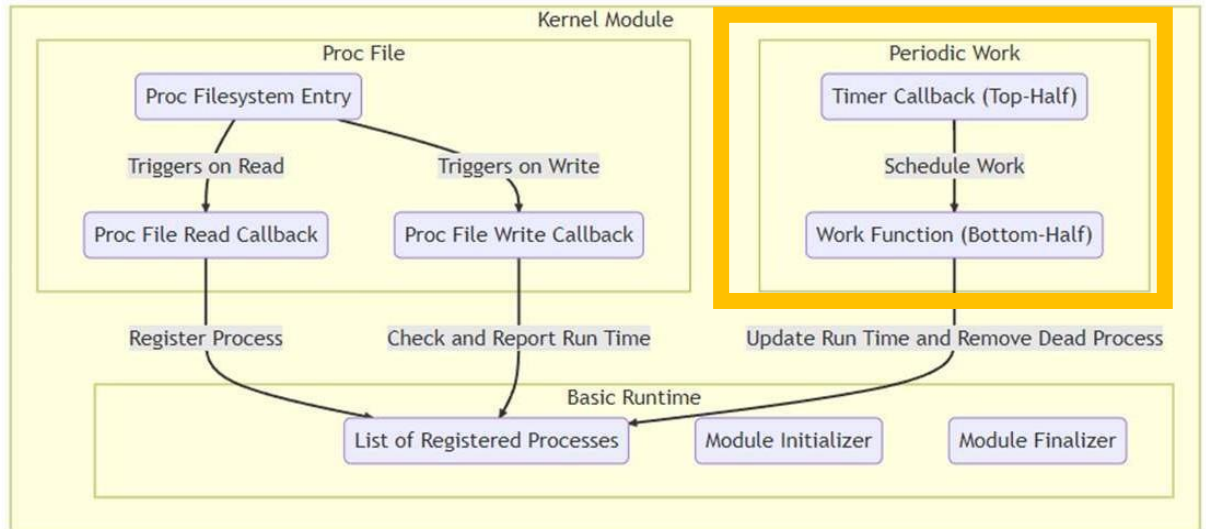 Kernel Module
Proc File
Periodic Work
Proc Filesystem Entry
Timer Callback (Top-Half)
Triggers on Read
Triggers on Write
Schedule Work
Proc File Read Callback
Proc File Write Callback
Work Function (Bottom-Half)
Register Process
Check and Report Run Time
Update Run Time and Remove Dead Process
Basic Runtime
List of Registered Processes
Module Initializer
Module Finalizer